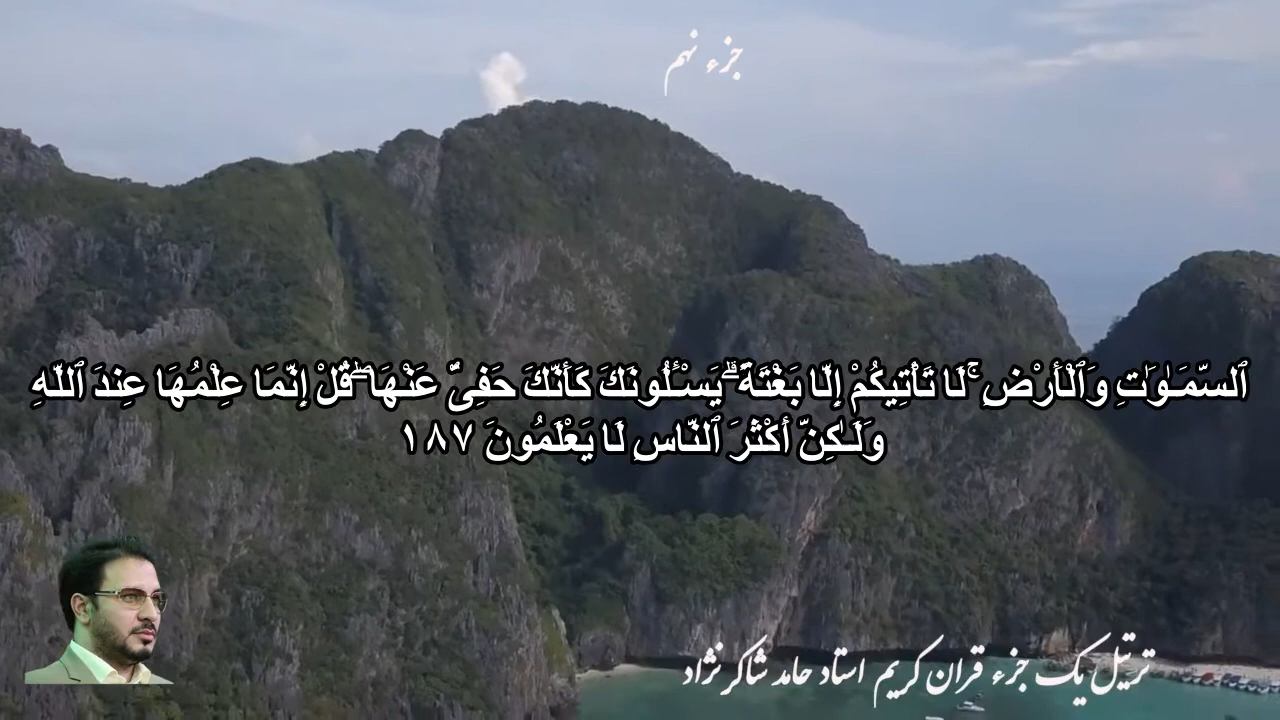 جزء نهم
ٱلسَّمَـٰوَٰتِ وَٱلۡأَرۡضِۚ لَا تَأۡتِيكُمۡ إِلَّا بَغۡتَةٗۗ يَسۡـَٔلُونَكَ كَأَنَّكَ حَفِىٌّ عَنۡهَاۖ قُلۡ إِنَّمَا عِلۡمُهَا عِندَ ٱللَّهِ
وَلَـٰكِنَّ أَكۡثَرَ ٱلنَّاسِ لَا يَعۡلَمُونَ ١٨٧
ترتیل یک جزء قران کریم استاد حامد شاکرنژاد